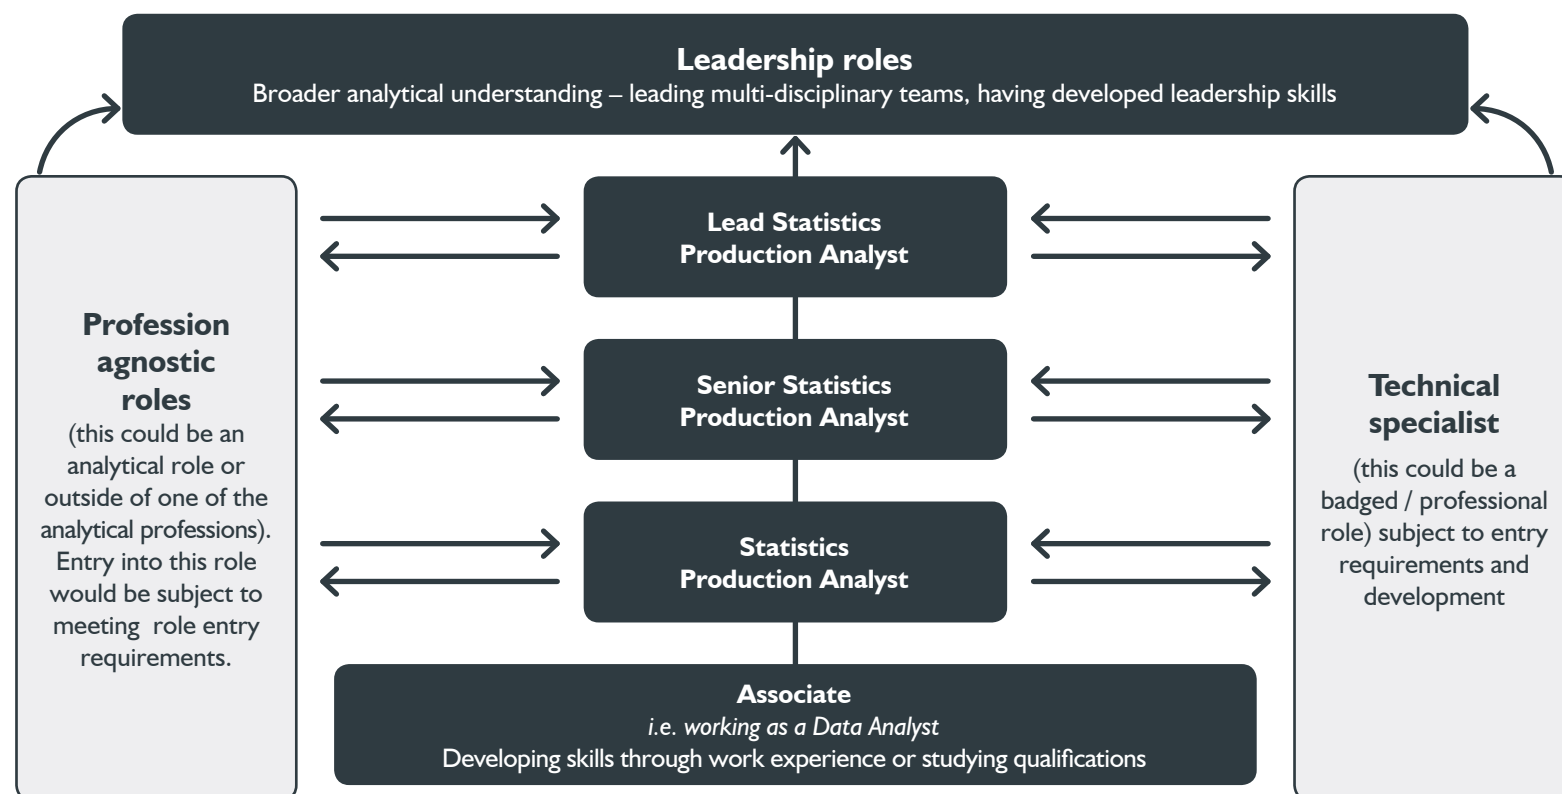 Leadership roles
Broader analytical understanding – leading multi-disciplinary teams, having developed leadership skills
Profession
agnostic
roles
(this could be an
analytical role or
outside of one of the
analytical professions).
Entry into this role
would be subject to
meeting  role entry
requirements.
Lead Statistics
Production Analyst
Senior Statistics
Production Analyst
Statistics
Production Analyst
Associate
i.e. working as a Data Analyst
Developing skills through work experience or studying qualifications
Technical
specialist
(this could be a
badged / professional
role) subject to entry
requirements and
development